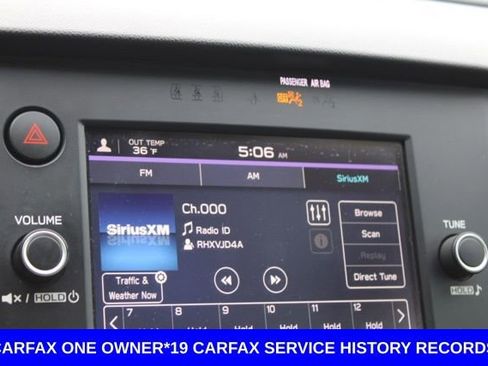 PASSENGER AIR BAG
OUT TEMP
36 °F
5:06 AM
FM
AM
SiriusXM
VOLUME
TUNE
SiriusXM
Ch.000
Radio ID
RHXVJD4A
Browse
Scan
Replay
Direct Tune
Traffic &
Weather Now
/ HOLD
HOLD
7
8
9
10
11
12
Hold
Hold
Hold
Hold
CARFAX ONE OWNER*19 CARFAX SERVICE HISTORY RECORDS